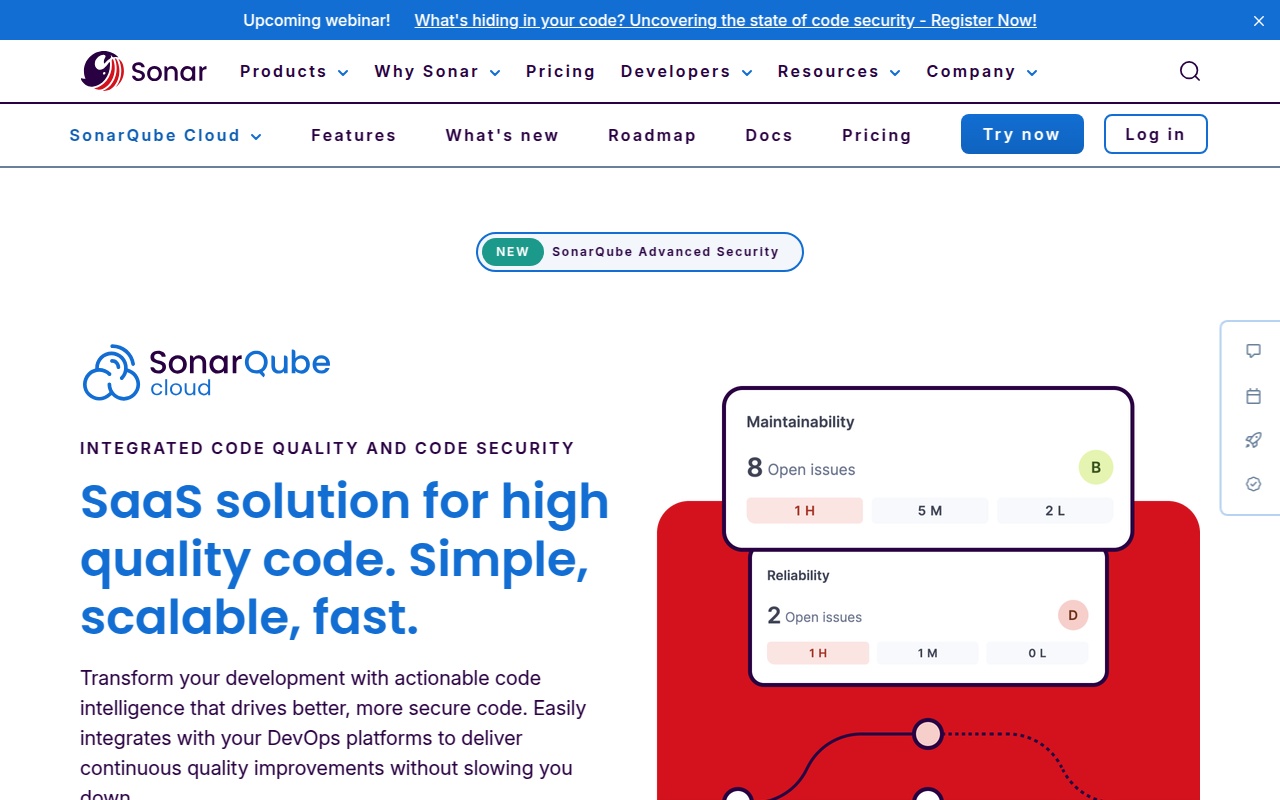 Upcoming webinar! What's hiding in your code? Uncovering the state of code security - Register Now!
Sonar Products Why Sonar Pricing Developers Resources Company
SonarQube Cloud Features What's new Roadmap Docs Pricing Try now Log in
NEW SonarQube Advanced Security
SonarQube
cloud
INTEGRATED CODE QUALITY AND CODE SECURITY
SaaS solution for high
quality code. Simple,
scalable, fast.
Transform your development with actionable code
intelligence that drives better, more secure code. Easily
integrates with your DevOps platforms to deliver
continuous quality improvements without slowing you
down.
Maintainability
8 Open issues B
1 H 5 M 2 L
Reliability
2 Open issues D
1 H 1 M 0 L